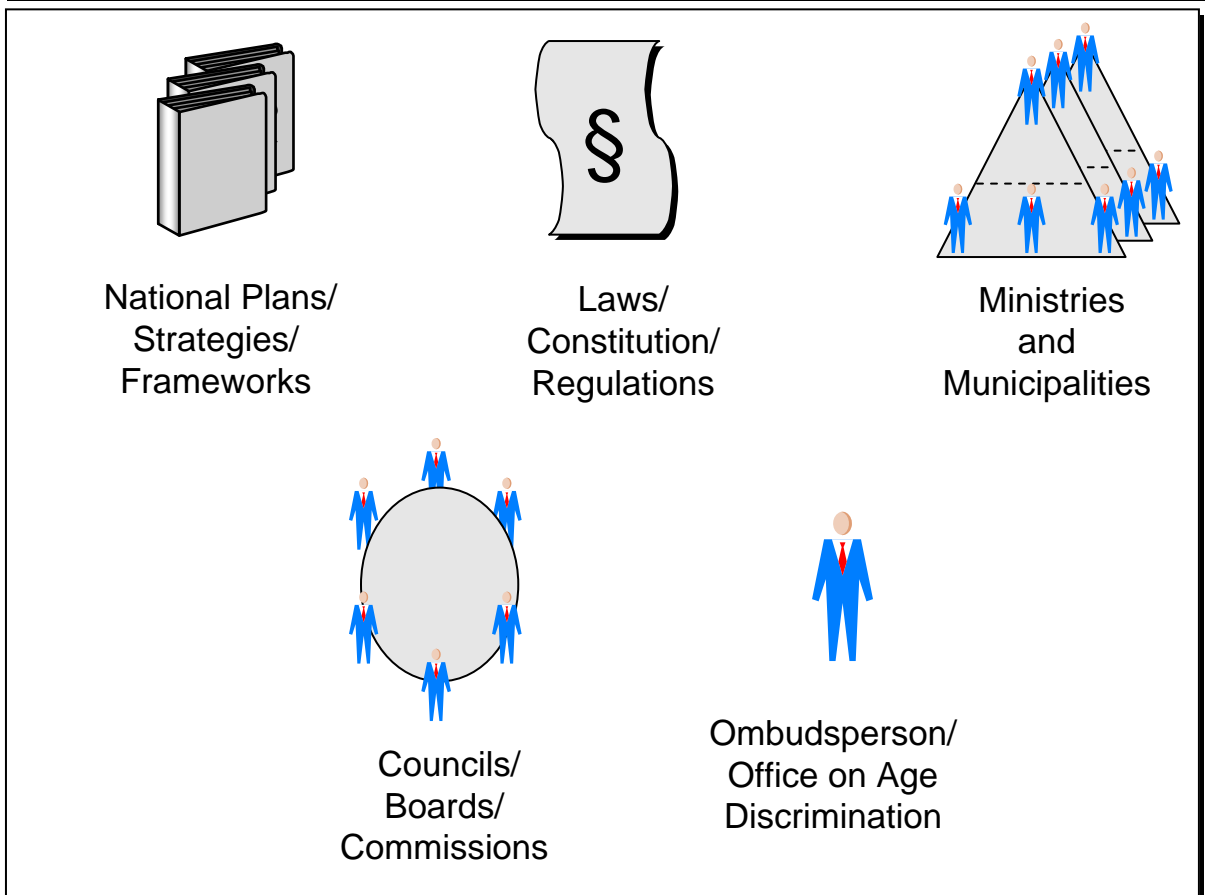 §
National Plans/
Strategies/
Frameworks
Laws/
Constitution/
Regulations
Ministries
and
Municipalities
Councils/
Boards/
Commissions
Ombudsperson/
Office on Age
Discrimination